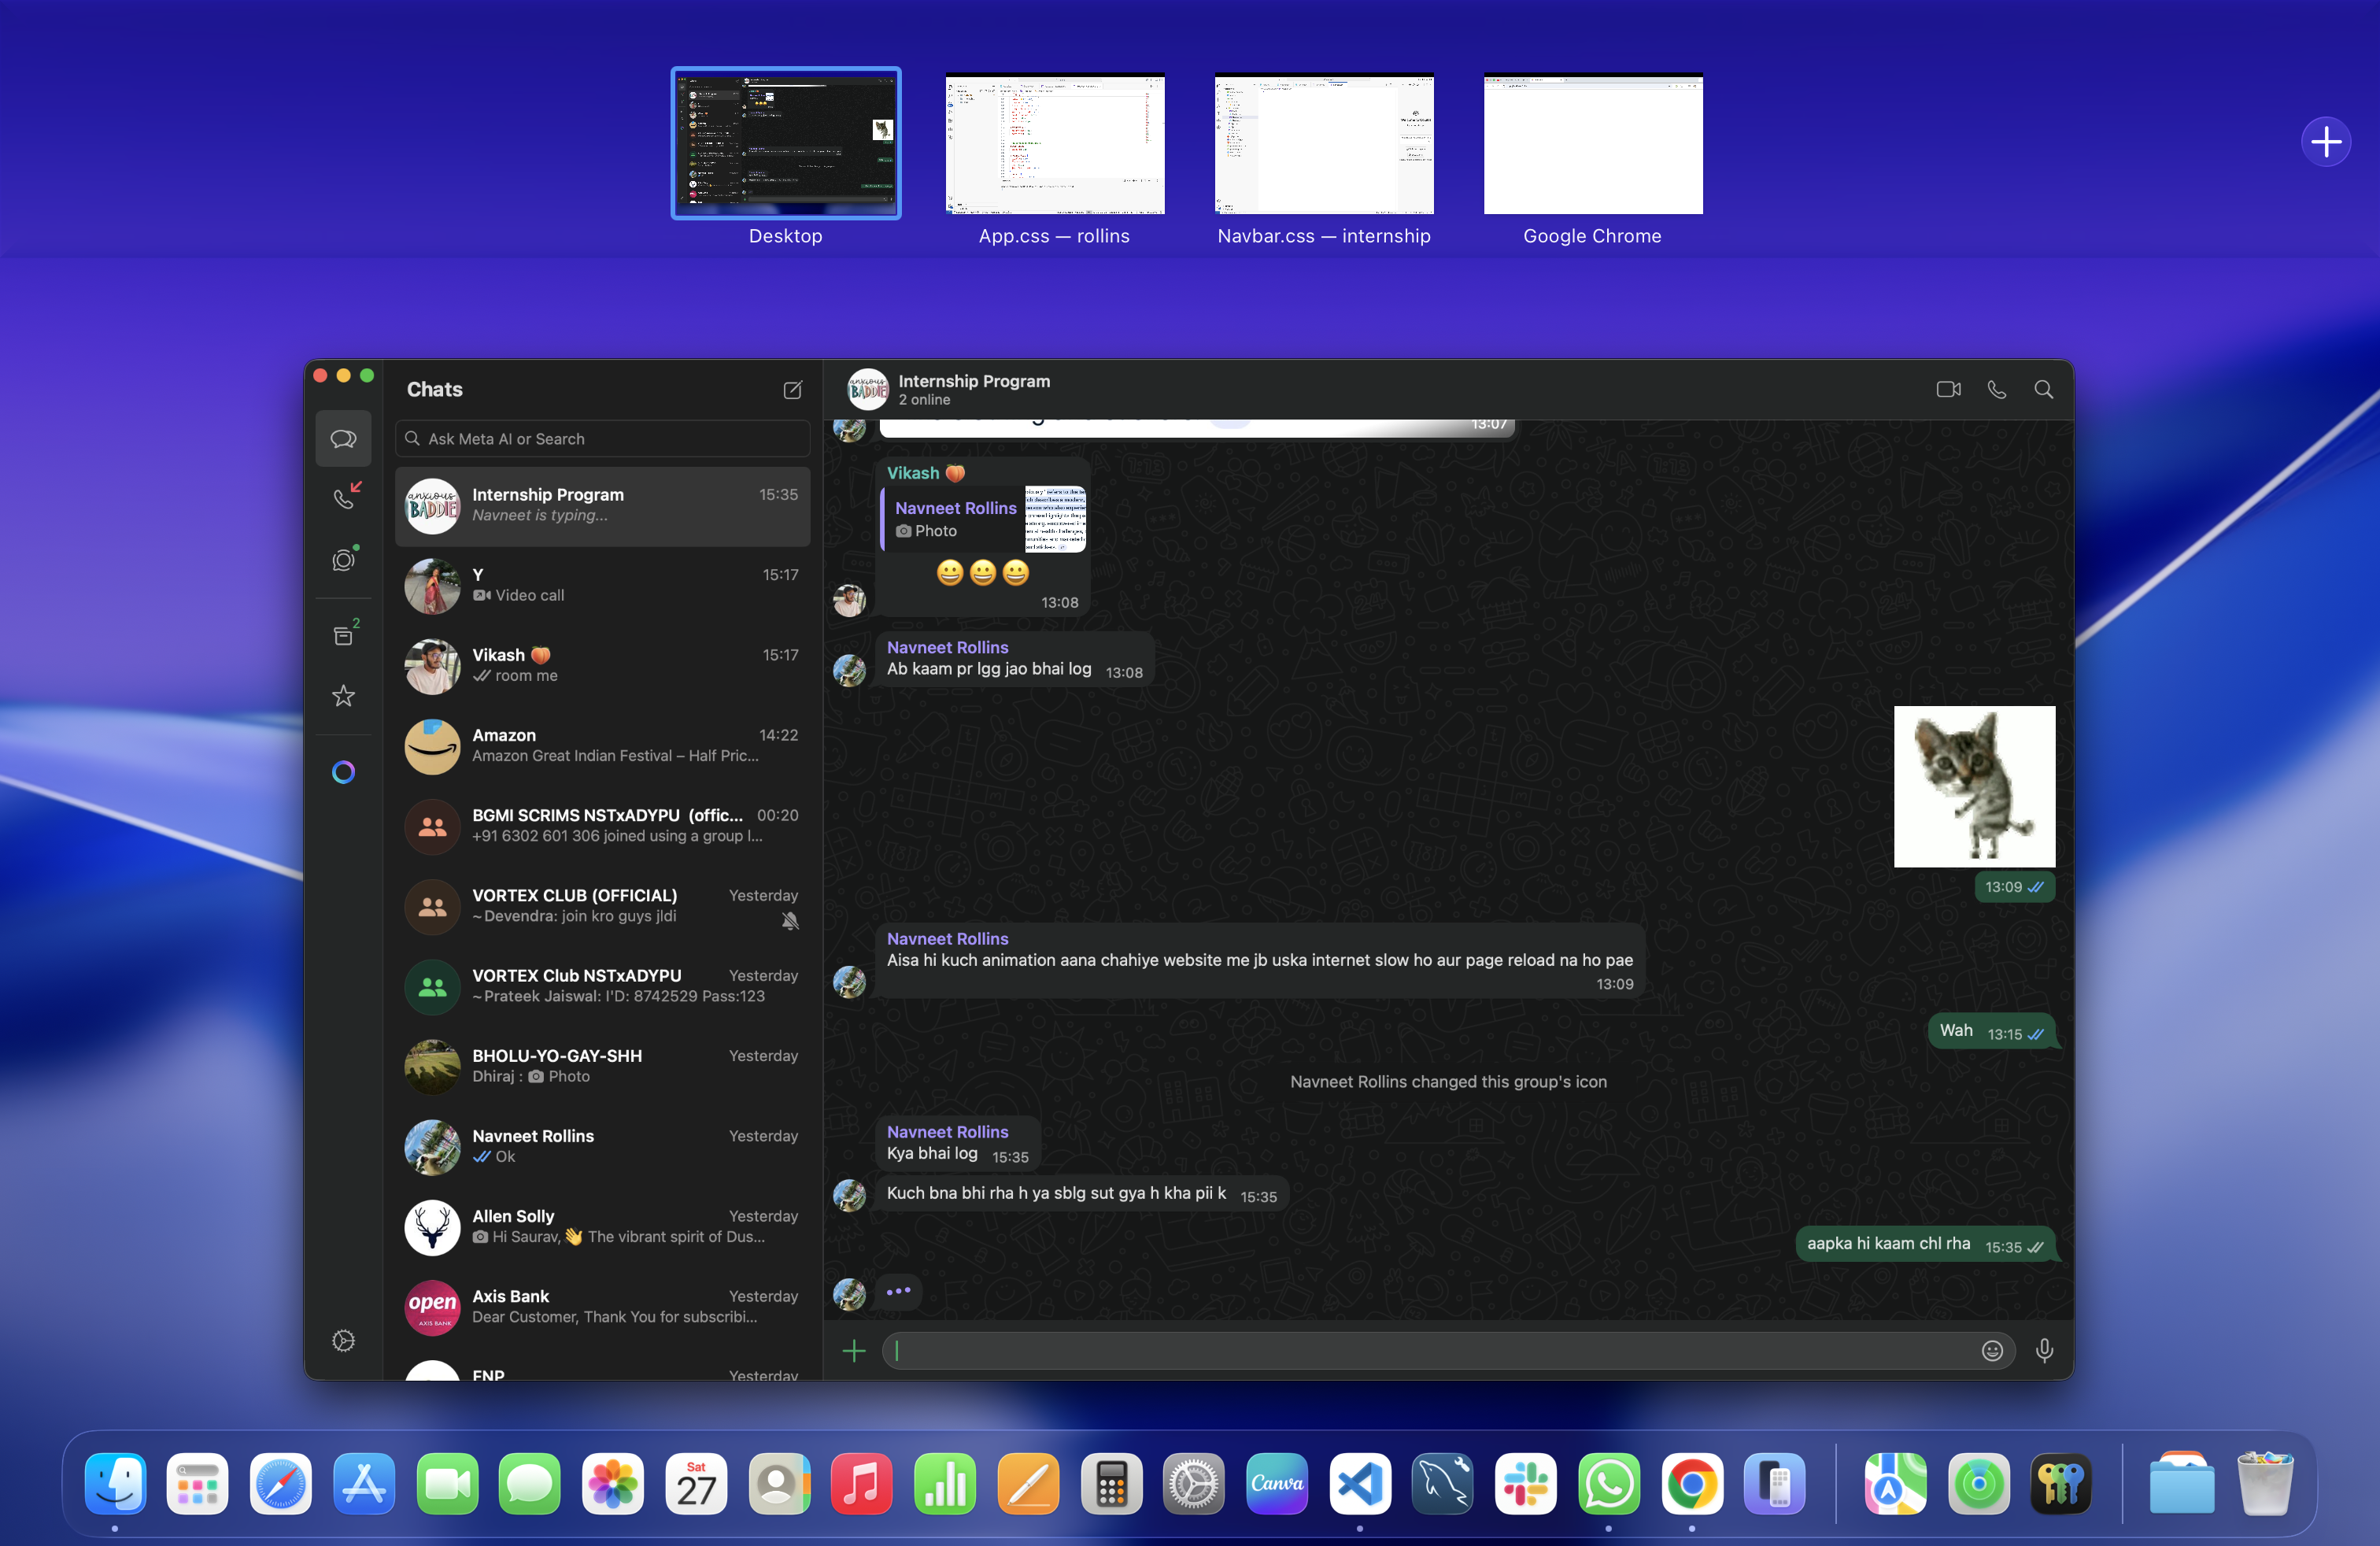 Desktop
App.css — rollins
Navbar.css — internship
Google Chrome
Chats
Ask Meta AI or Search
anxious
BADDIE
Internship Program
15:35
Navneet is typing...
Y
15:17
Video call
Vikash 🍑
15:17
room me
Amazon
14:22
Amazon Great Indian Festival – Half Pric...
BGMI SCRIMS NSTxADYPU (offic...
00:20
+91 6302 601 306 joined using a group l...
VORTEX CLUB (OFFICIAL)
Yesterday
~Devendra: join kro guys jldi
VORTEX Club NSTxADYPU
Yesterday
~Prateek Jaiswal: I'D: 8742529 Pass:123
BHOLU-YO-GAY-SHH
Yesterday
Dhiraj : Photo
Navneet Rollins
Yesterday
Ok
Allen Solly
Yesterday
Hi Saurav,👋 The vibrant spirit of Dus...
open
AXIS BANK
Axis Bank
Yesterday
Dear Customer, Thank You for subscribi...
FNP
Yesterday
2
anxious
BADDIE
Internship Program
2 online
13:07
Vikash 🍑
Navneet Rollins
Photo
😀😀😀
13:08
Navneet Rollins
Ab kaam pr lgg jao bhai log 13:08
13:09
Navneet Rollins
Aisa hi kuch animation aana chahiye website me jb uska internet slow ho aur page reload na ho pae
13:09
Wah 13:15
Navneet Rollins changed this group's icon
Navneet Rollins
Kya bhai log 15:35
Kuch bna bhi rha h ya sblg sut gya h kha pii k 15:35
aapka hi kaam chl rha 15:35
Sat
27
Canva